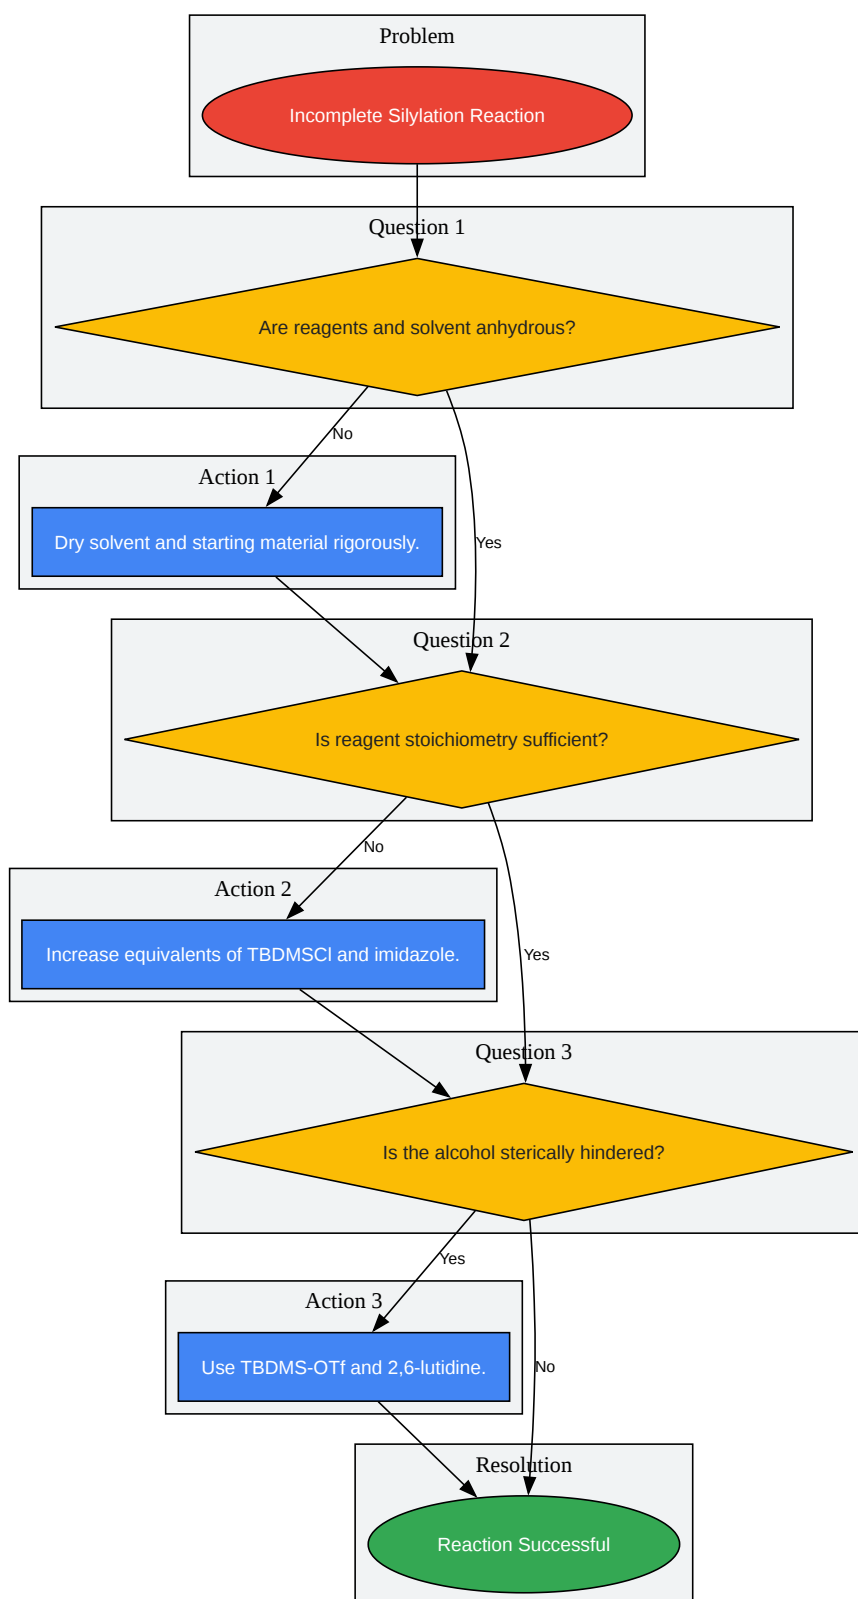 Problem
Incomplete Silylation Reaction
Question 1
Are reagents and solvent anhydrous?
No
Action 1
Dry solvent and starting material rigorously.
Yes
Question 2
Is reagent stoichiometry sufficient?
No
Action 2
Increase equivalents of TBDMSCl and imidazole.
Yes
Question 3
Is the alcohol sterically hindered?
Yes
Action 3
Use TBDMS-OTf and 2,6-lutidine.
No
Resolution
Reaction Successful